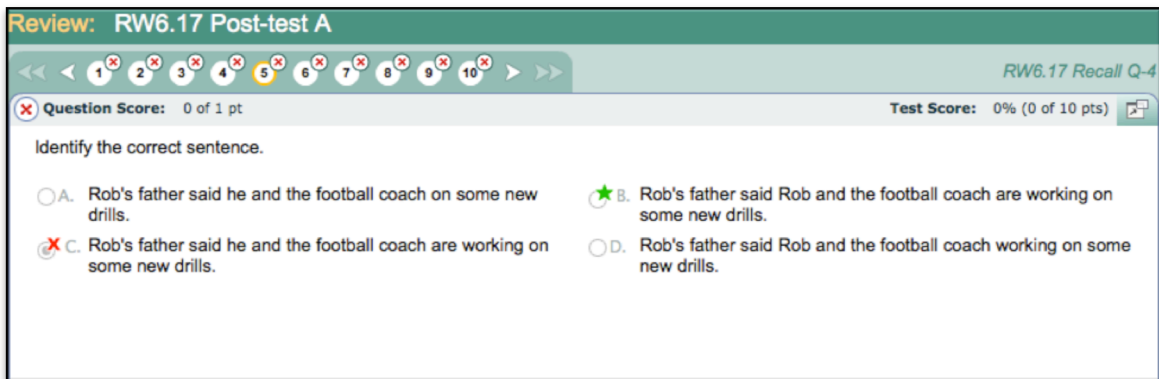 Review: RW6.17 Post-test A
1 2 3 4 5 6 7 8 9 10
RW6.17 Recall Q-4
Question Score: 0 of 1 pt
Test Score: 0% (0 of 10 pts)
Identify the correct sentence.
A. Rob's father said he and the football coach on some new
drills.
B. Rob's father said Rob and the football coach are working on
some new drills.
C. Rob's father said he and the football coach are working on
some new drills.
D. Rob's father said Rob and the football coach working on some
new drills.